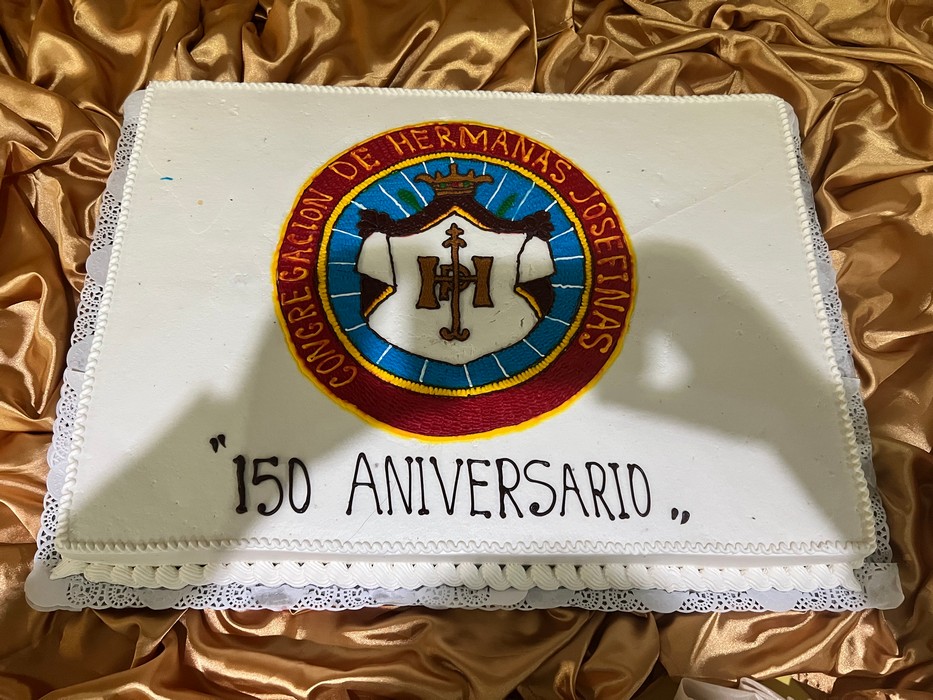 CONGREGACION DE HERMANAS JOSEFINAS
"150 ANIVERSARIO„